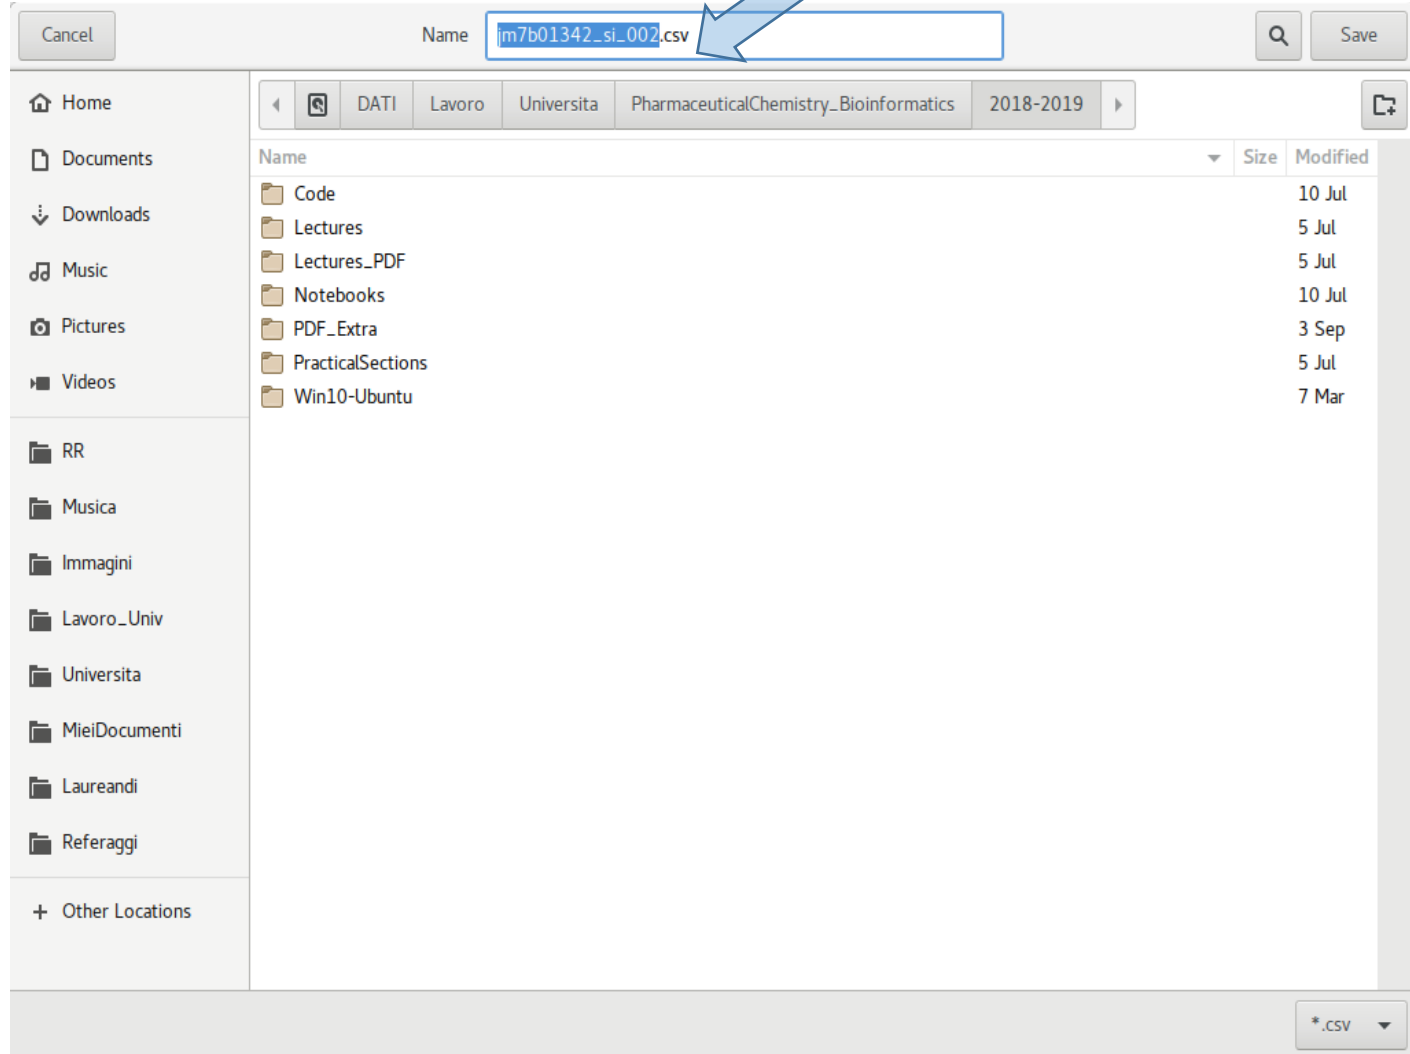 Cancel Name jm7b01342_si_002.csv Save
Home
DATI Lavoro Universita PharmaceuticalChemistry_Bioinformatics 2018-2019
Documents
Downloads
Music
Pictures
Videos
RR
Musica
Immagini
Lavoro_Univ
Universita
MieiDocumenti
Laureandi
Referaggi
+ Other Locations
Name Size Modified
Code 10 Jul
Lectures 5 Jul
Lectures_PDF 5 Jul
Notebooks 10 Jul
PDF_Extra 3 Sep
PracticalSections 5 Jul
Win10-Ubuntu 7 Mar
*.csv